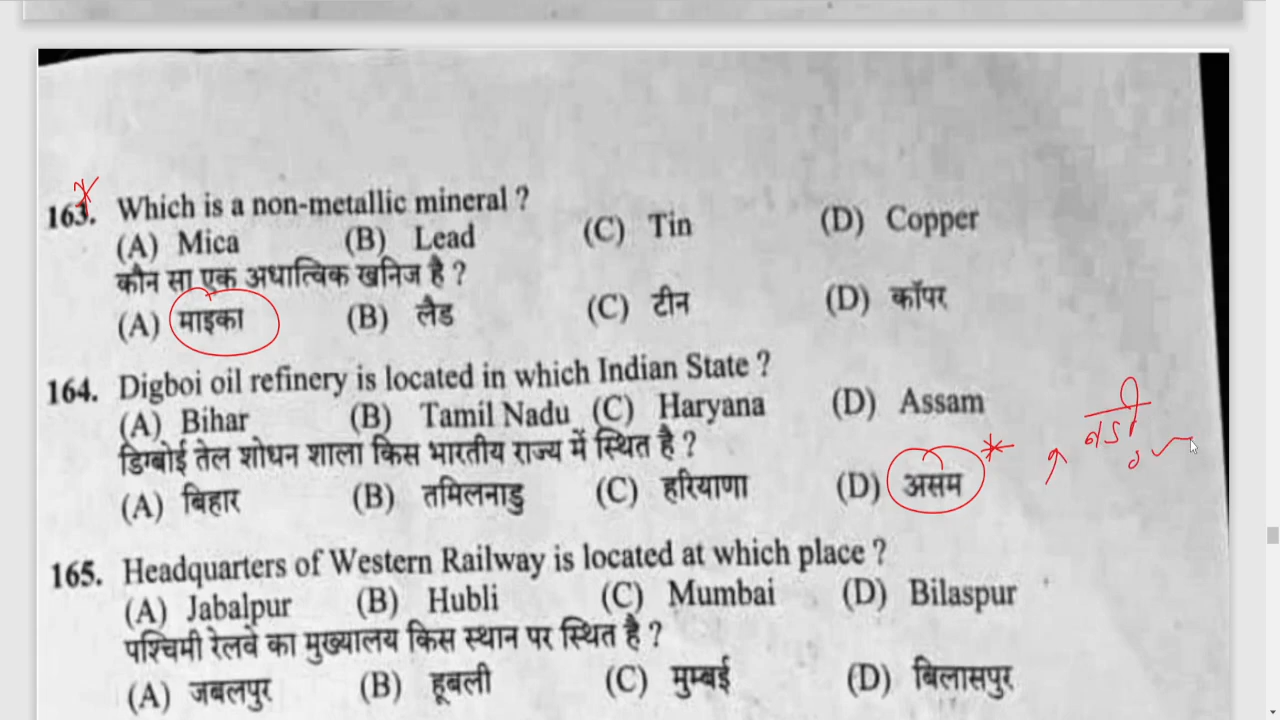 163. Which is a non-metallic mineral ?
(A) Mica (B) Lead (C) Tin (D) Copper
कौन सा एक अधात्विक खनिज है ?
(A) माइका (B) लैड (C) टीन (D) कॉपर
164. Digboi oil refinery is located in which Indian State ?
(A) Bihar (B) Tamil Nadu (C) Haryana (D) Assam
डिग्बोई तेल शोधन शाला किस भारतीय राज्य में स्थित है ?
(A) बिहार (B) तमिलनाडु (C) हरियाणा (D) असम
165. Headquarters of Western Railway is located at which place ?
(A) Jabalpur (B) Hubli (C) Mumbai (D) Bilaspur
पश्चिमी रेलवे का मुख्यालय किस स्थान पर स्थित है ?
(A) जबलपुर (B) हूबली (C) मुम्बई (D) बिलासपुर